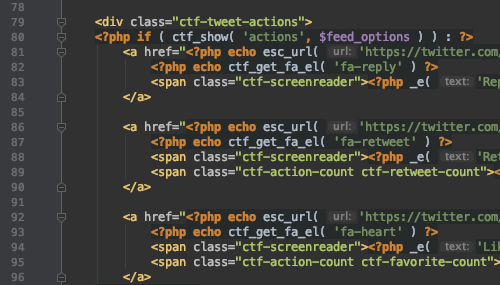 78
79 <div class="ctf-tweet-actions">
80 <?php if ( ctf_show( 'actions', $feed_options ) ) : ?>
81 <a href="<?php echo esc_url( url: 'https://twitter.com/
82 <?php echo ctf_get_fa_el( 'fa-reply' ) ?>
83 <span class="ctf-screenreader"><?php _e( text: 'Rep
84 </a>
85
86 <a href="<?php echo esc_url( url: 'https://twitter.com/
87 <?php echo ctf_get_fa_el( 'fa-retweet' ) ?>
88 <span class="ctf-screenreader"><?php _e( text: 'Ret
89 <span class="ctf-action-count ctf-retweet-count"><
90 </a>
91
92 <a href="<?php echo esc_url( url: 'https://twitter.com/
93 <?php echo ctf_get_fa_el( 'fa-heart' ) ?>
94 <span class="ctf-screenreader"><?php _e( text: 'Lik
95 <span class="ctf-action-count ctf-favorite-count">
96 </a>